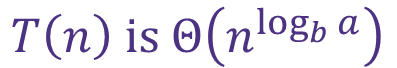 T(n) is Θ(n^{log_b a})